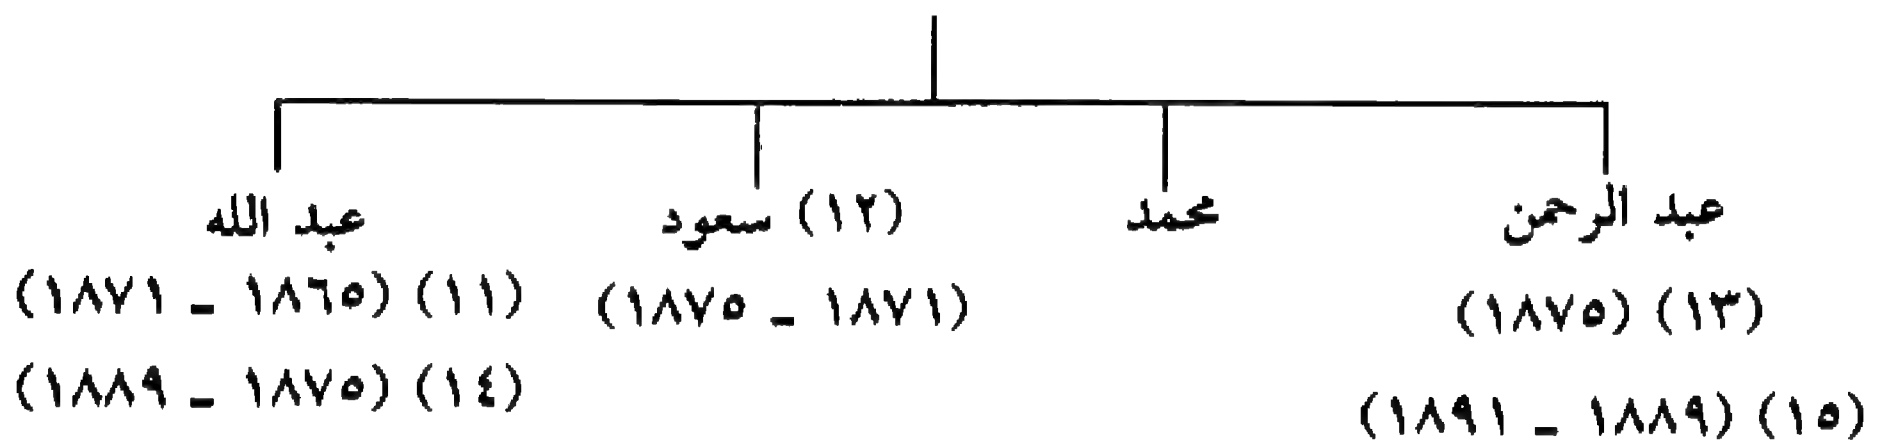 عبد الرحمن
(١٣) (١٨٧٥)
(١٥) (١٨٨٩ ـ ١٨٩١)
محمد
(١٢) سعود
(١٨٧١ ـ ١٨٧٥)
عبد الله
(١١) (١٨٦٥ ـ ١٨٧١)
(١٤) (١٨٧٥ ـ ١٨٨٩)